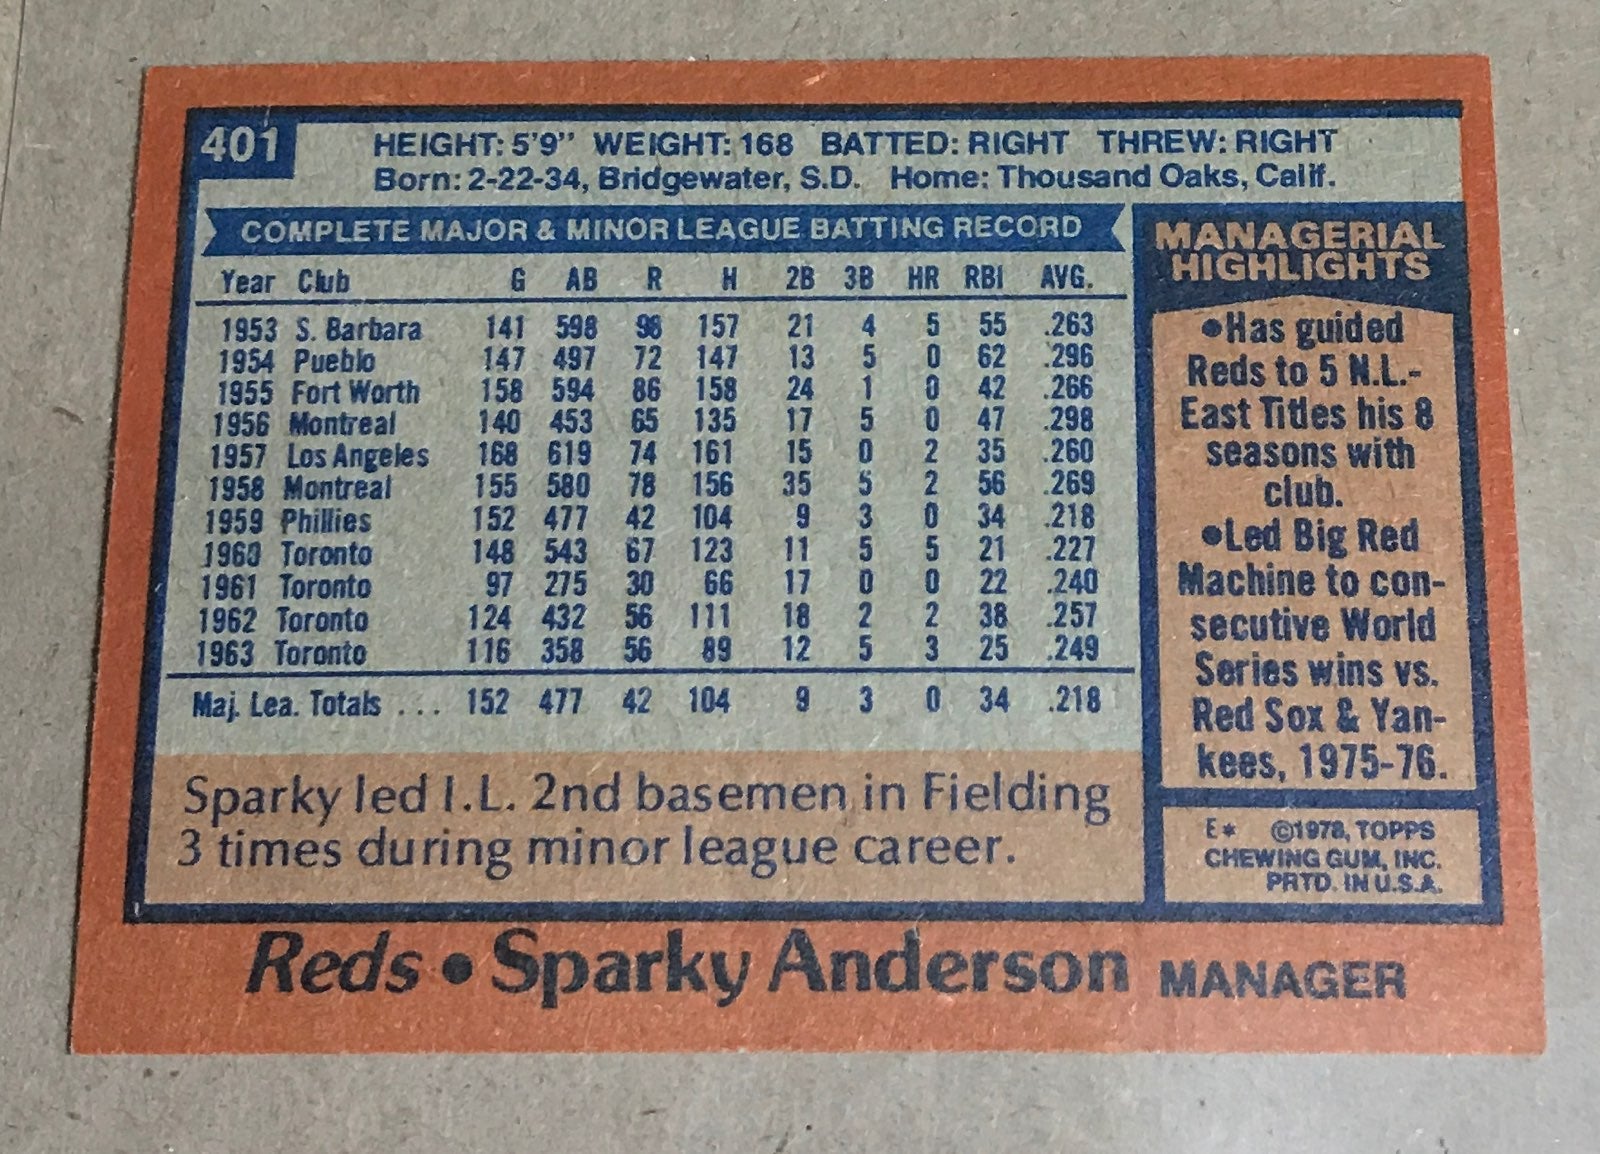 401
HEIGHT: 5'9" WEIGHT: 168 BATTED: RIGHT THREW: RIGHT
Born: 2-22-34, Bridgewater, S.D. Home: Thousand Oaks, Calif.
COMPLETE MAJOR & MINOR LEAGUE BATTING RECORD
Year Club G AB R H 2B 3B HR RBI AVG.
1953 S. Barbara 141 598 98 157 21 4 5 55 .263
1954 Pueblo 147 497 72 147 13 5 0 62 .296
1955 Fort Worth 158 594 86 158 24 1 0 42 .266
1956 Montreal 140 453 65 135 17 5 0 47 .298
1957 Los Angeles 168 619 74 161 15 0 2 35 .260
1958 Montreal 155 580 78 156 35 5 2 56 .269
1959 Phillies 152 477 42 104 9 3 0 34 .218
1960 Toronto 148 543 67 123 11 5 5 21 .227
1961 Toronto 97 275 30 66 17 0 0 22 .240
1962 Toronto 124 432 56 111 18 2 2 38 .257
1963 Toronto 116 358 56 89 12 5 3 25 .249
Maj. Lea. Totals ... 152 477 42 104 9 3 0 34 .218
Sparky led I.L. 2nd basemen in Fielding
3 times during minor league career.
MANAGERIAL
HIGHLIGHTS
•Has guided
Reds to 5 N.L.-
East Titles his 8
seasons with
club.
•Led Big Red
Machine to con-
secutive World
Series wins vs.
Red Sox & Yan-
kees, 1975-76.
E* ©1978, TOPPS
CHEWING GUM, INC.
PRTD. IN U.S.A.
Reds • Sparky Anderson MANAGER